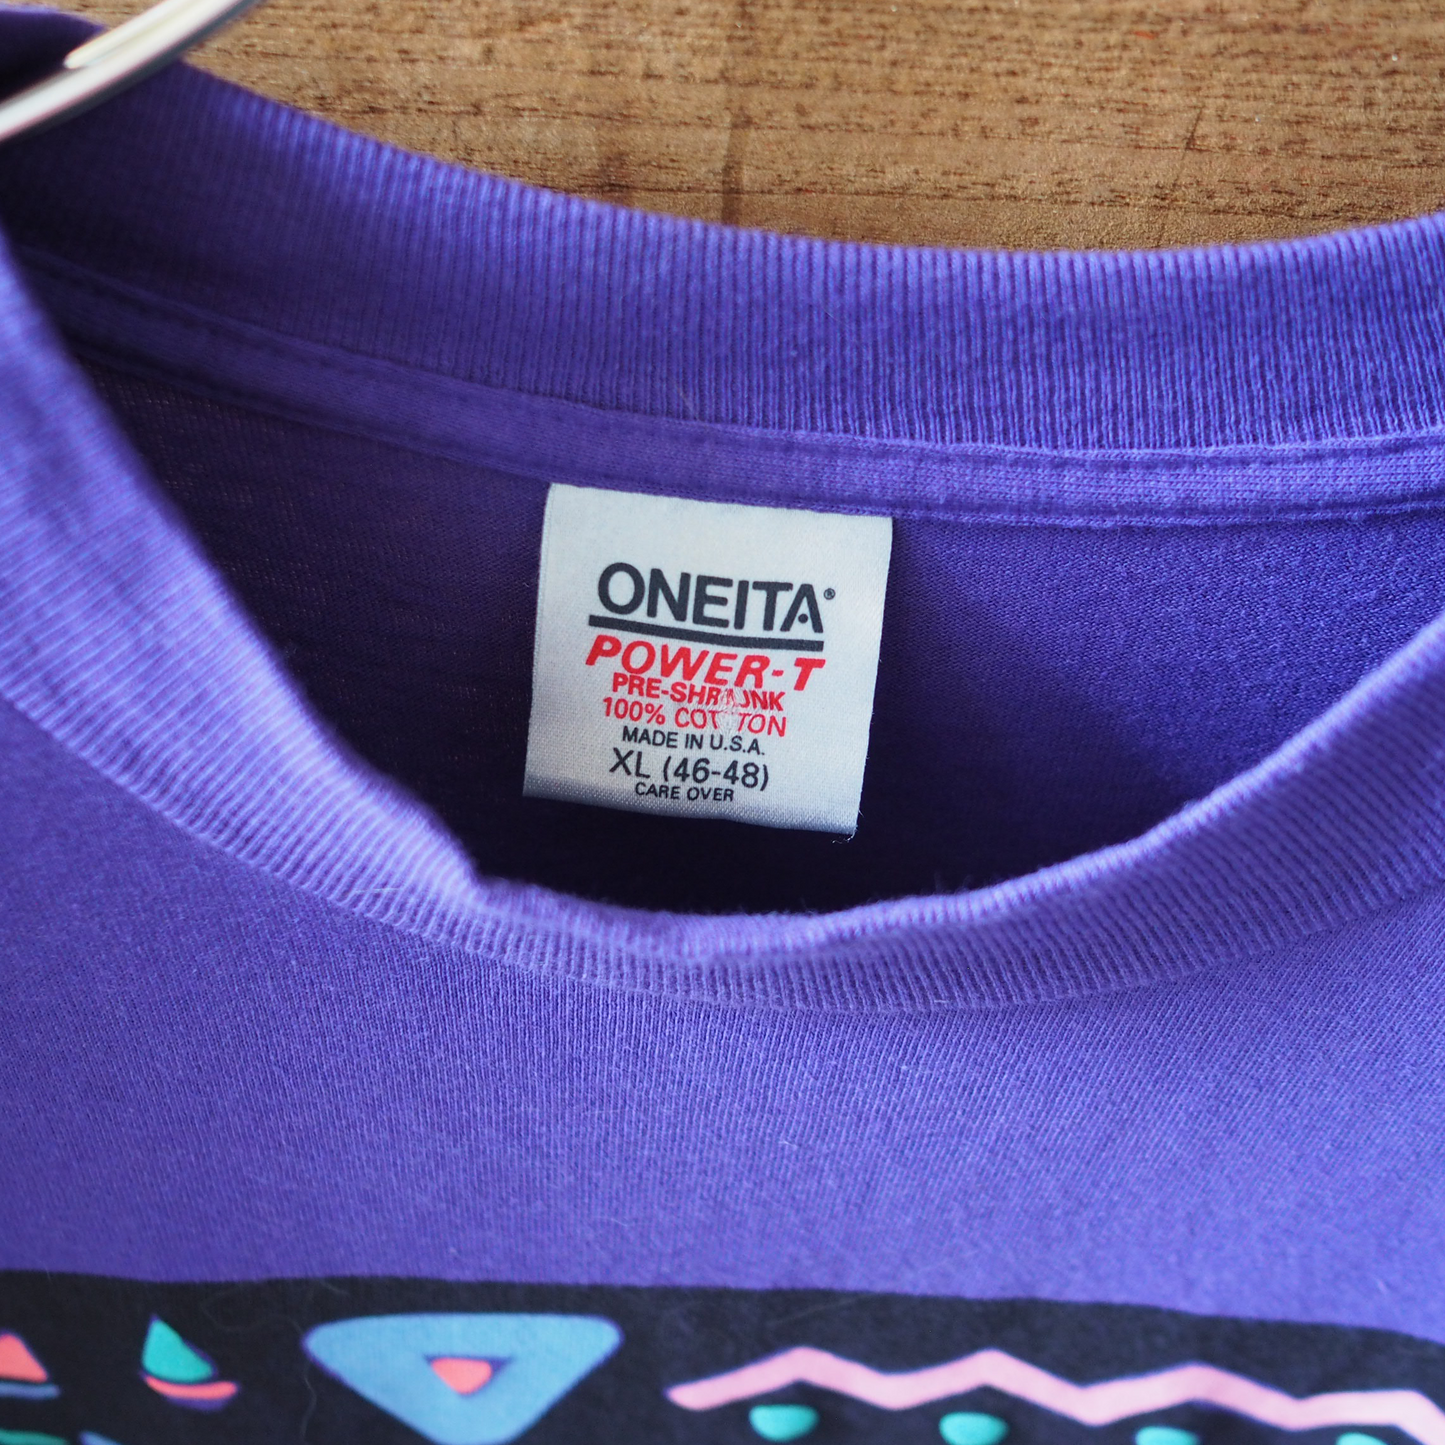 ONEITA®
POWER-T
PRE-SHRUNK
100% COTTON
MADE IN U.S.A.
XL (46-48)
CARE OVER